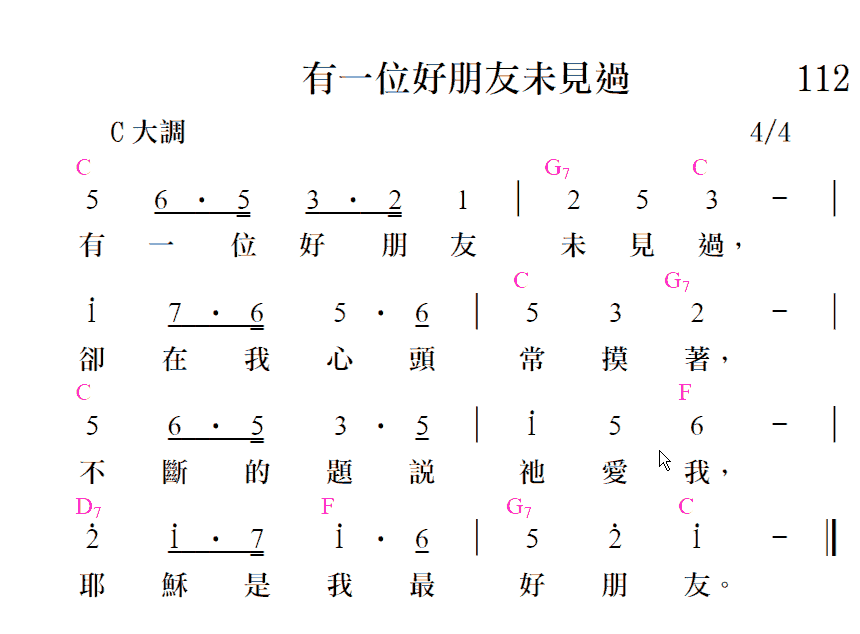 有一位好朋友未見過 112
C 大調 4/4
C G7 C
5 6 · 5 3 · 2 1 | 2 5 3 － |
有 一 位 好 朋 友 未 見 過，
C G7
i 7 · 6 5 · 6 | 5 3 2 － |
卻 在 我 心 頭 常 摸 著，
C F
5 6 · 5 3 · 5 | i 5 6 － |
不 斷 的 題 説 祂 愛 我，
D7 F G7 C
2̇ i · 7 i · 6 | 5 2̇ i － ‖
耶 穌 是 我 最 好 朋 友。